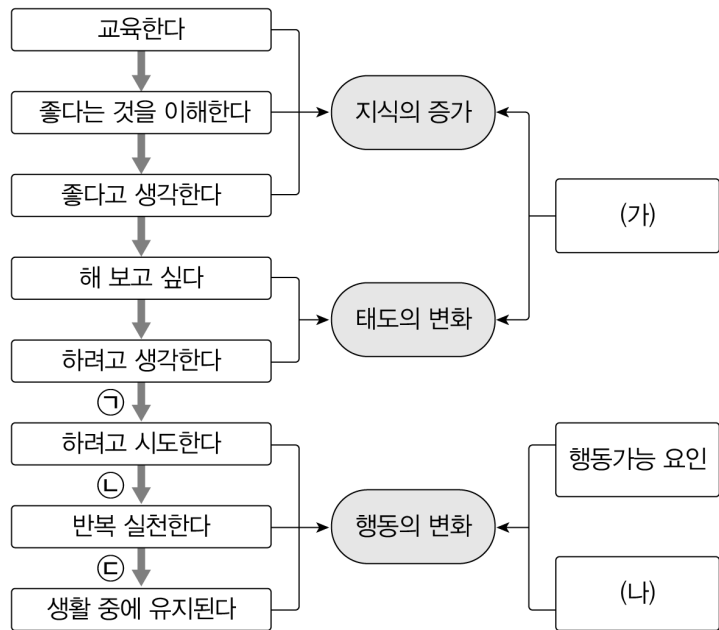 교육한다
좋다는 것을 이해한다
지식의 증가
좋다고 생각한다
(가)
해 보고 싶다
태도의 변화
하려고 생각한다
㉠
하려고 시도한다
행동가능 요인
㉡
반복 실천한다
행동의 변화
㉢
생활 중에 유지된다
(나)